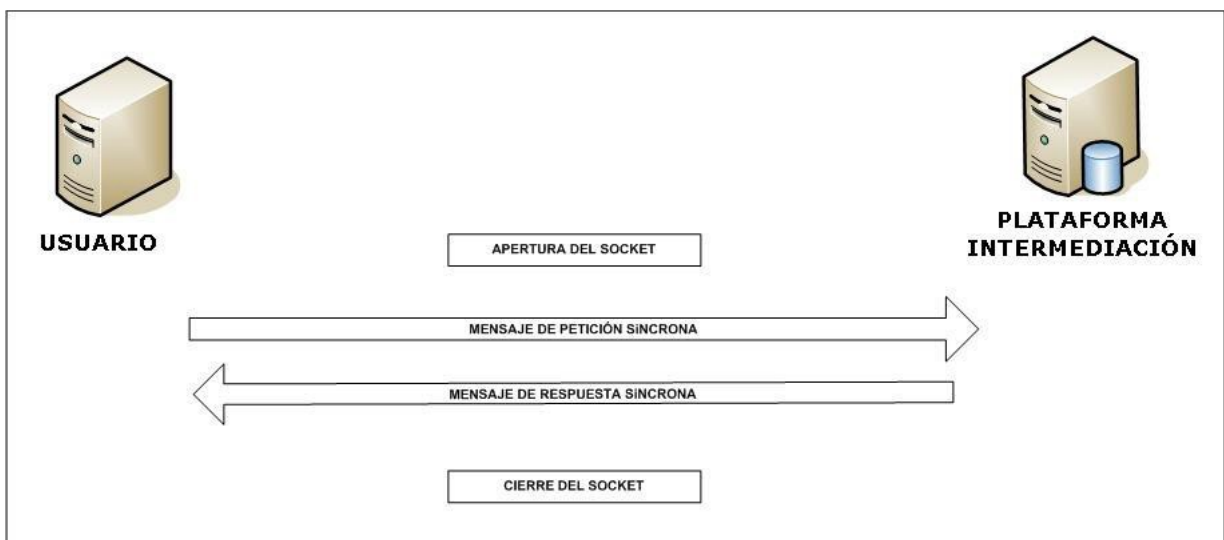 USUARIO
PLATAFORMA
INTERMEDIACIÓN
APERTURA DEL SOCKET
MENSAJE DE PETICIÓN SíNCRONA
MENSAJE DE RESPUESTA SíNCRONA
CIERRE DEL SOCKET